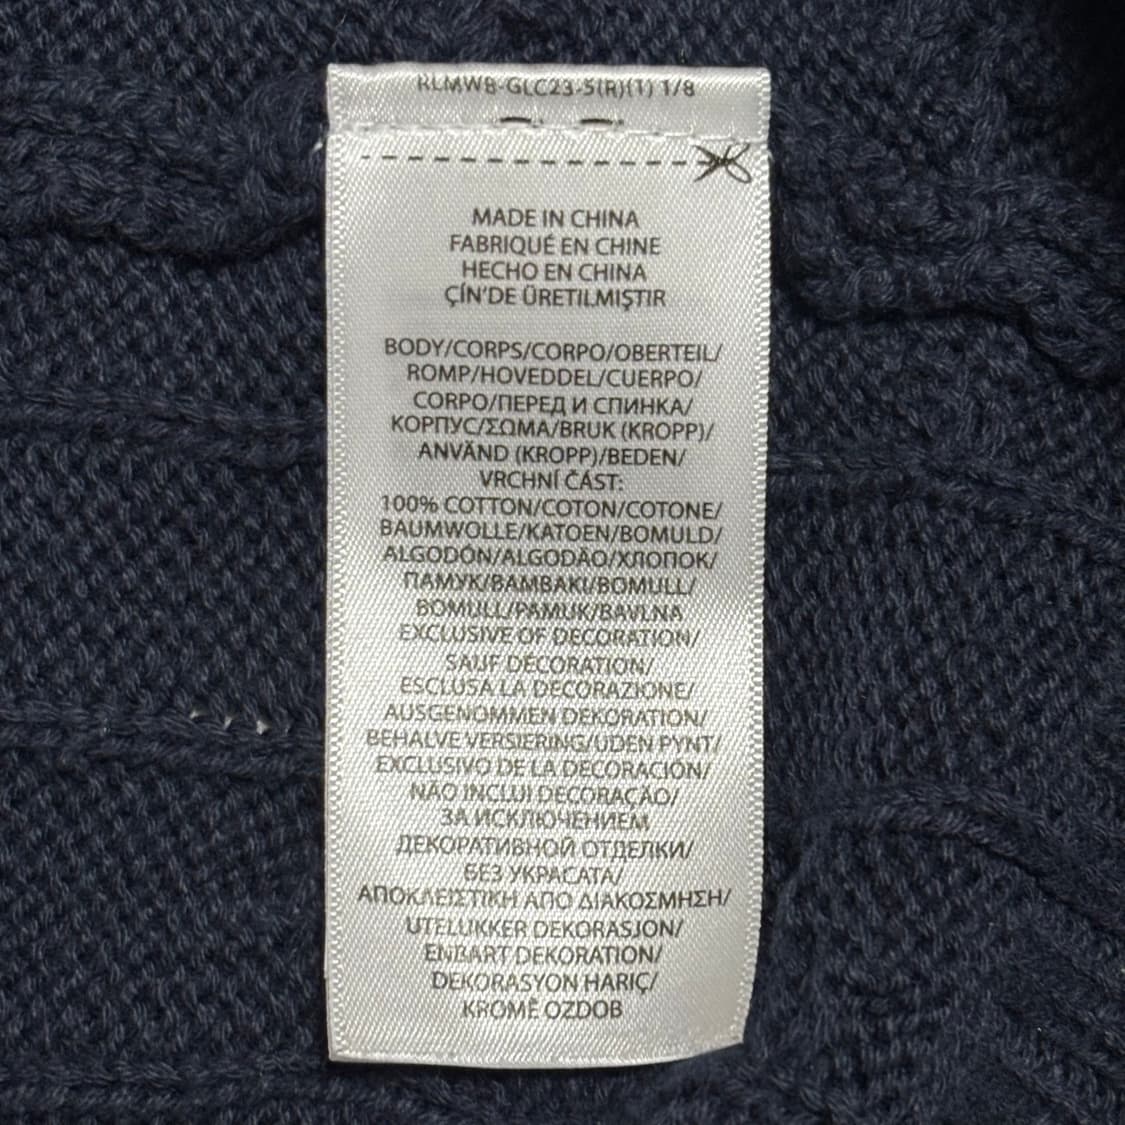 RLMWB-GLC23-5(R)(1) 1/8
MADE IN CHINA
FABRIQUÉ EN CHINE
HECHO EN CHINA
ÇİN'DE ÜRETİLMİŞTİR
BODY/CORPS/CORPO/OBERTEIL/
ROMP/HOVEDDEL/CUERPO/
CORPO/ПЕРЕД И СПИНКА/
КОРПУС/ΣΩΜΑ/BRUK (KROPP)/
ANVÄND (KROPP)/BEDEN/
VRCHNÍ ČÁST:
100% COTTON/COTON/COTONE/
BAUMWOLLE/KATOEN/BOMULD/
ALGODÓN/ALGODÃO/ХЛОПОК/
ПАМУК/ΒΑΜΒΑΚΙ/BOMULL/
BOMULL/PAMUK/BAVLNA
EXCLUSIVE OF DECORATION/
SAUF DÉCORATION/
ESCLUSA LA DECORAZIONE/
AUSGENOMMEN DEKORATION/
BEHALVE VERSIERING/UDEN PYNT/
EXCLUSIVO DE LA DECORACIÓN/
NÃO INCLUI DECORAÇÃO/
ЗА ИСКЛЮЧЕНИЕМ
ДЕКОРАТИВНОЙ ОТДЕЛКИ/
БЕЗ УКРАСАТА/
ΑΠΟΚΛΕΙΣΤΙΚΗ ΑΠΟ ΔΙΑΚΟΣΜΗΣΗ/
UTELUKKER DEKORASJON/
ENBART DEKORATION/
DEKORASYON HARİÇ/
KROMĚ OZDOB